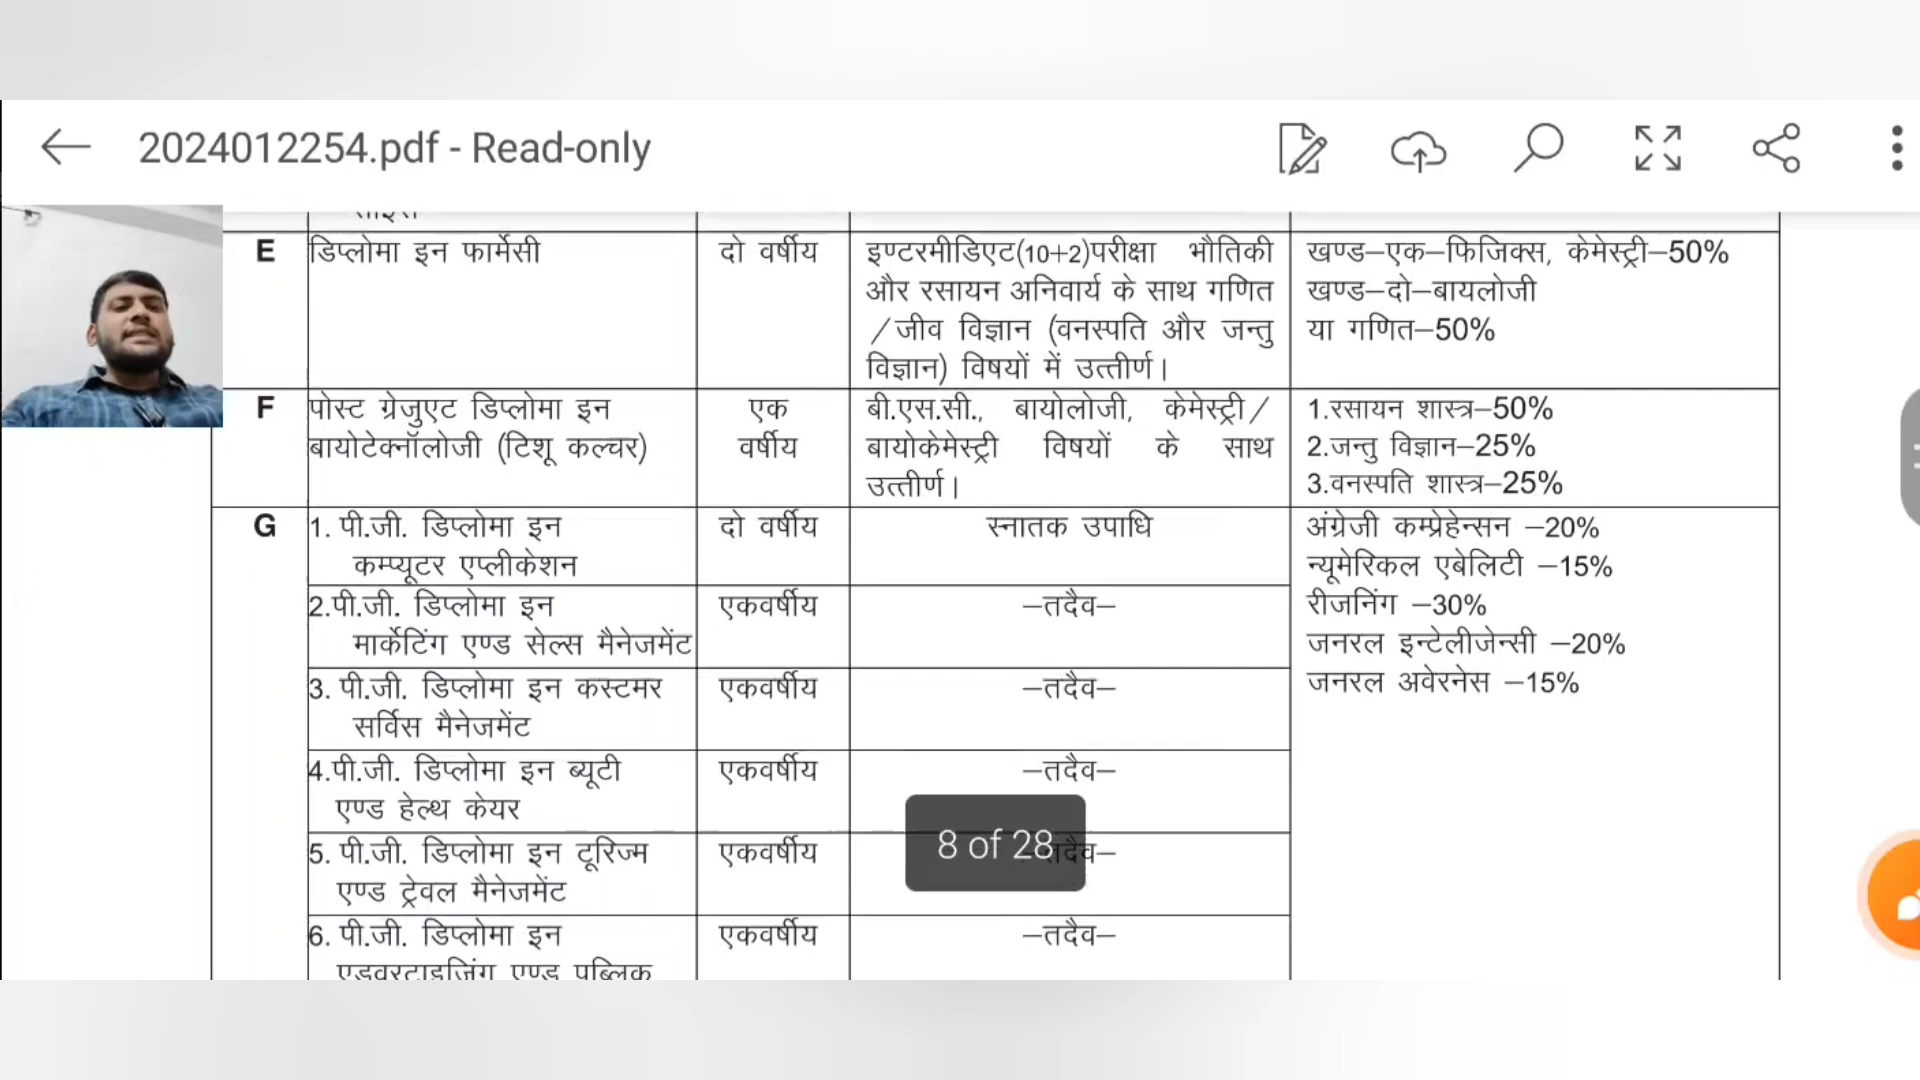 2024012254.pdf - Read-only
E डिप्लोमा इन फार्मेसी दो वर्षीय इण्टरमीडिएट(10+2)परीक्षा भौतिकी खण्ड–एक–फिजिक्स, केमेस्ट्री–50%
और रसायन अनिवार्य के साथ गणित खण्ड–दो–बायलोजी
/जीव विज्ञान (वनस्पति और जन्तु या गणित–50%
विज्ञान) विषयों में उत्तीर्ण।
F पोस्ट ग्रेजुएट डिप्लोमा इन एक बी.एस.सी., बायोलोजी, केमेस्ट्री/ 1.रसायन शास्त्र–50%
बायोटेक्नॉलोजी (टिशू कल्चर) वर्षीय बायोकेमेस्ट्री विषयों के साथ 2.जन्तु विज्ञान–25%
उत्तीर्ण। 3.वनस्पति शास्त्र–25%
G 1. पी.जी. डिप्लोमा इन दो वर्षीय स्नातक उपाधि अंग्रेजी कम्प्रेहेन्सन –20%
कम्प्यूटर एप्लीकेशन न्यूमेरिकल एबेलिटी –15%
2.पी.जी. डिप्लोमा इन एकवर्षीय –तदैव– रीजनिंग –30%
मार्केटिंग एण्ड सेल्स मैनेजमेंट जनरल इन्टेलीजेन्सी –20%
3. पी.जी. डिप्लोमा इन कस्टमर एकवर्षीय –तदैव– जनरल अवेरनेस –15%
सर्विस मैनेजमेंट
4.पी.जी. डिप्लोमा इन ब्यूटी एकवर्षीय –तदैव–
एण्ड हेल्थ केयर
5. पी.जी. डिप्लोमा इन टूरिज्म एकवर्षीय –तदैव–
8 of 28
एण्ड ट्रेवल मैनेजमेंट
6. पी.जी. डिप्लोमा इन एकवर्षीय –तदैव–
एडवरटाइजिंग एण्ड पब्लिक